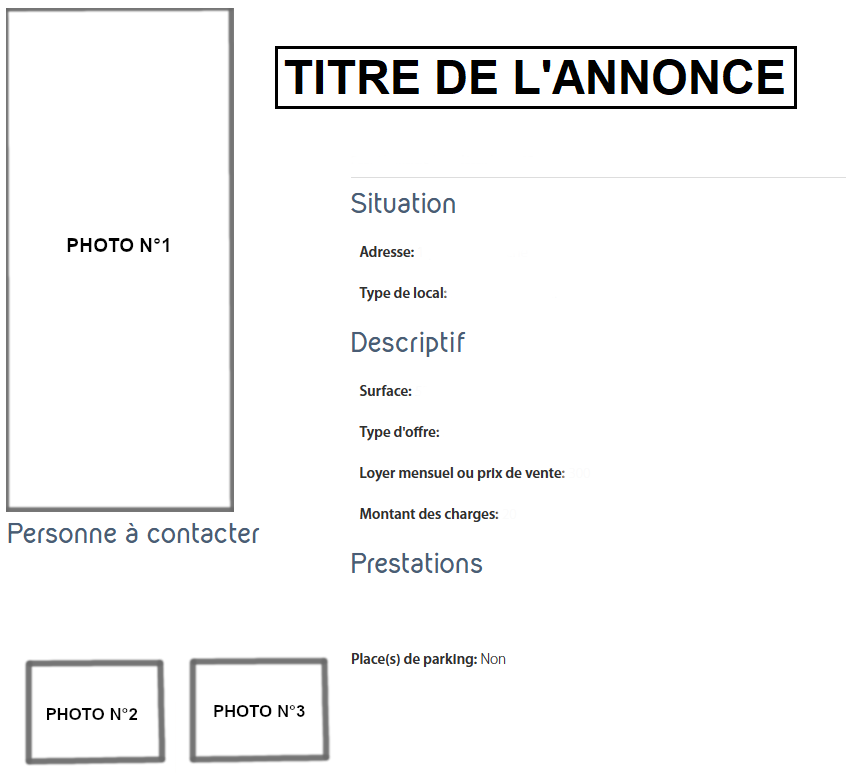 TITRE DE L'ANNONCE
PHOTO N°1
Situation
Adresse:
Type de local:
Descriptif
Surface:
Type d'offre:
Loyer mensuel ou prix de vente:
Montant des charges:
Personne à contacter
Prestations
Place(s) de parking: Non
PHOTO N°2
PHOTO N°3